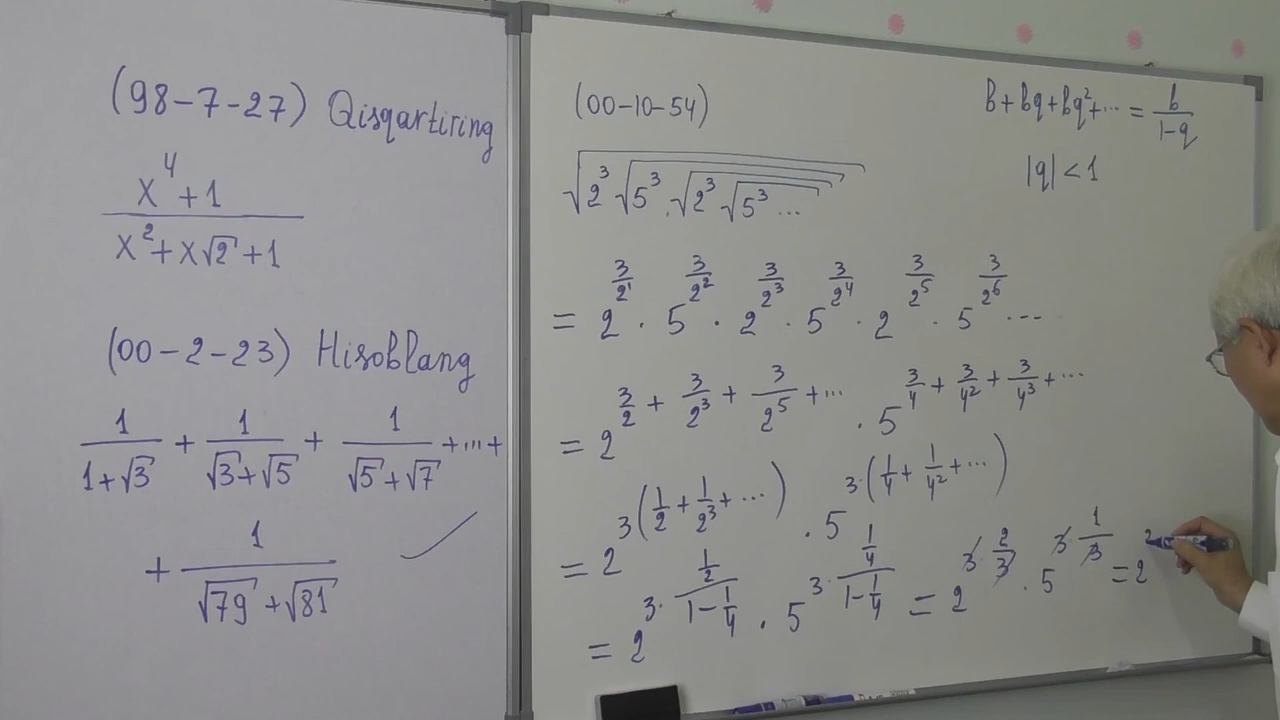 (98-7-27) Qisqartiring
x⁴+1
x²+x√2+1
(00-2-23) Hisoblang
1/(1+√3) + 1/(√3+√5) + 1/(√5+√7) + ... +
+ 1/(√79+√81)
(00-10-54)
b+bq+bq²+... = b/(1-q)
|q|<1
√(2³√(5³·√(2³√(5³...
= 2^(3/2¹) · 5^(3/2²) · 2^(3/2³) · 5^(3/2⁴) · 2^(3/2⁵) · 5^(3/2⁶) ...
= 2^(3/2 + 3/2³ + 3/2⁵ + ...) · 5^(3/4 + 3/4² + 3/4³ + ...)
= 2^(3(1/2 + 1/2³ + ...)) · 5^(3·(1/4 + 1/4² + ...))
= 2^(3·(1/2)/(1-1/4)) · 5^(3·(1/4)/(1-1/4)) = 2^(3·2/3) · 5^(3·1/3) = 2²